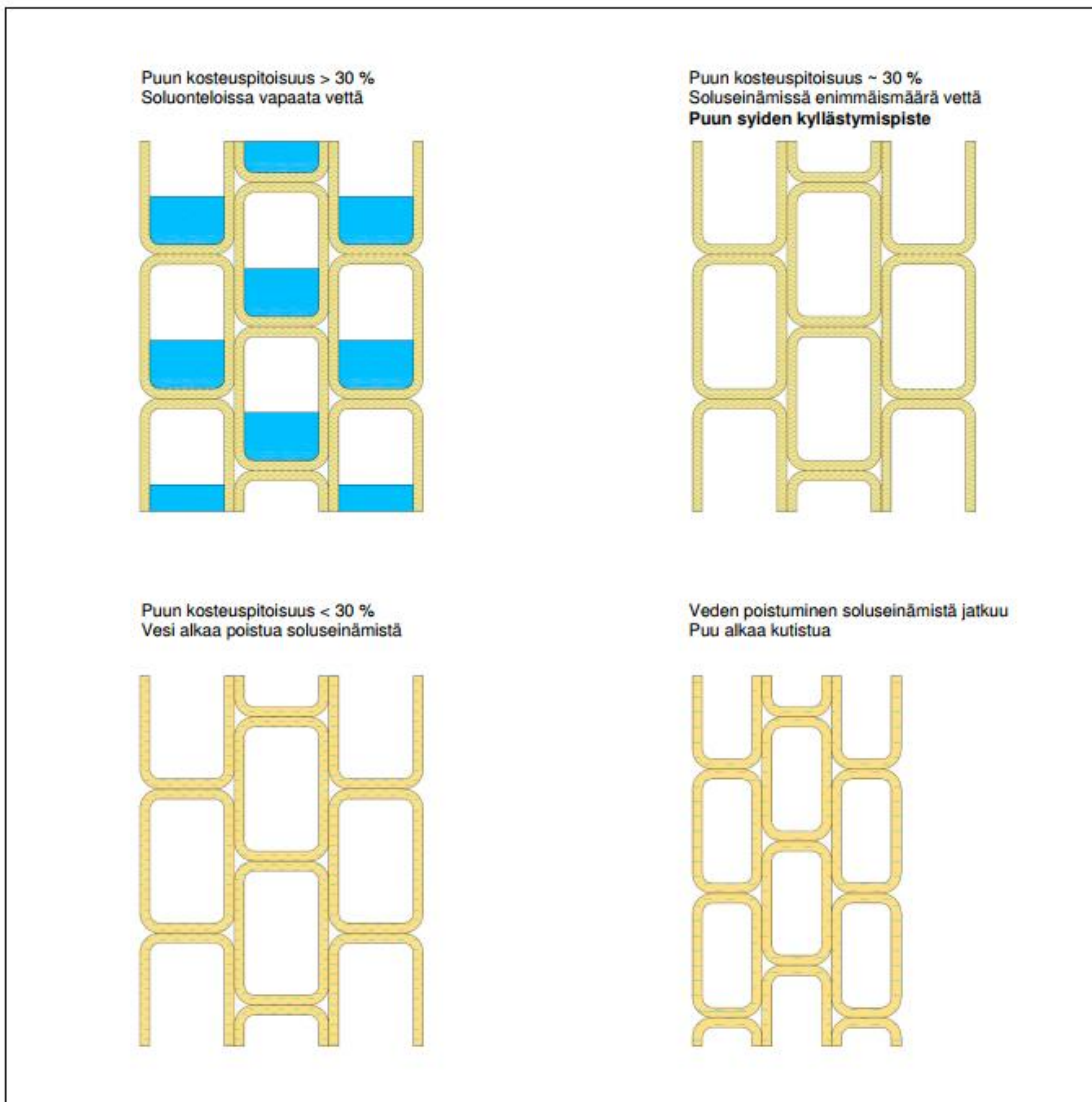 Puun kosteuspitoisuus > 30 %
Soluonteloissa vapaata vettä
Puun kosteuspitoisuus ~ 30 %
Soluseinämissä enimmäismäärä vettä
Puun syiden kyllästymispiste
Puun kosteuspitoisuus < 30 %
Vesi alkaa poistua soluseinämistä
Veden poistuminen soluseinämistä jatkuu
Puu alkaa kutistua